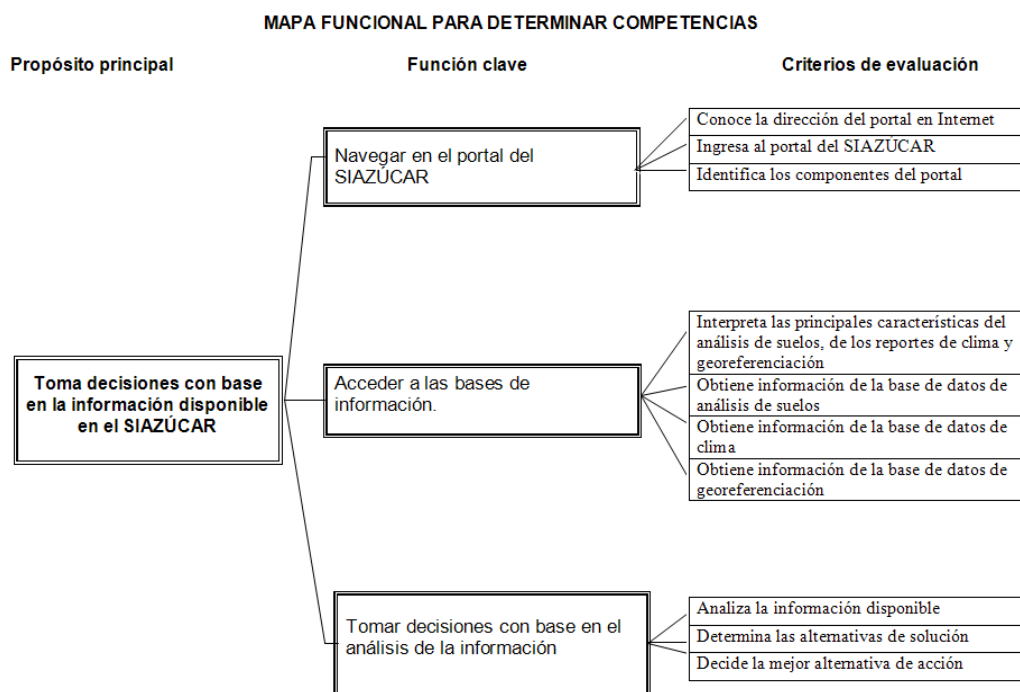 MAPA FUNCIONAL PARA DETERMINAR COMPETENCIAS
Propósito principal
Función clave
Criterios de evaluación
Toma decisiones con base
en la información disponible
en el SIAZÚCAR
Navegar en el portal del
SIAZÚCAR
Conoce la dirección del portal en Internet
Ingresa al portal del SIAZÚCAR
Identifica los componentes del portal
Acceder a las bases de
información.
Interpreta las principales características del
análisis de suelos, de los reportes de clima y
georeferenciación
Obtiene información de la base de datos de
análisis de suelos
Obtiene información de la base de datos de
clima
Obtiene información de la base de datos de
georeferenciación
Tomar decisiones con base en el
análisis de la información
Analiza la información disponible
Determina las alternativas de solución
Decide la mejor alternativa de acción